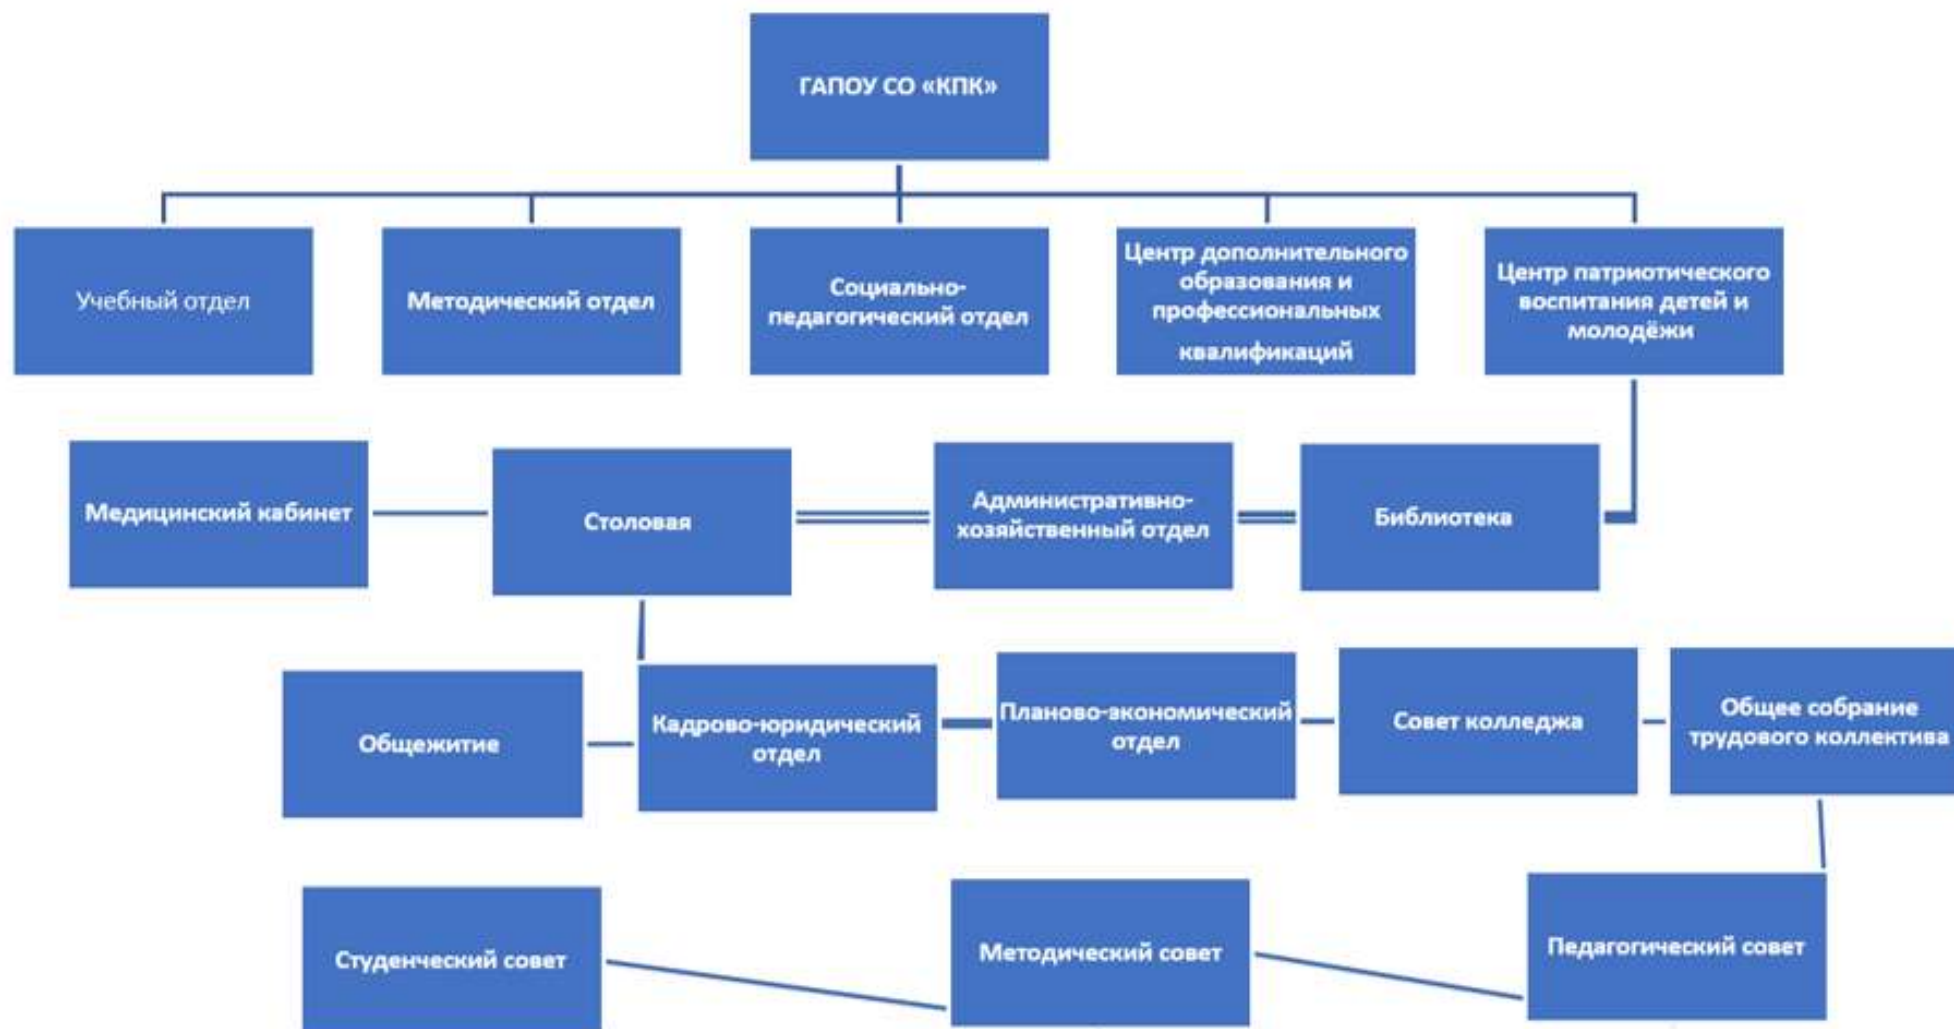 ГАПОУ СО «КПК»
Учебный отдел
Методический отдел
Социально-
педагогический отдел
Центр дополнительного
образования и
профессиональных
квалификаций
Центр патриотического
воспитания детей и
молодёжи
Медицинский кабинет
Столовая
Административно-
хозяйственный отдел
Библиотека
Общежитие
Кадрово-юридический
отдел
Планово-экономический
отдел
Совет колледжа
Общее собрание
трудового коллектива
Студенческий совет
Методический совет
Педагогический совет